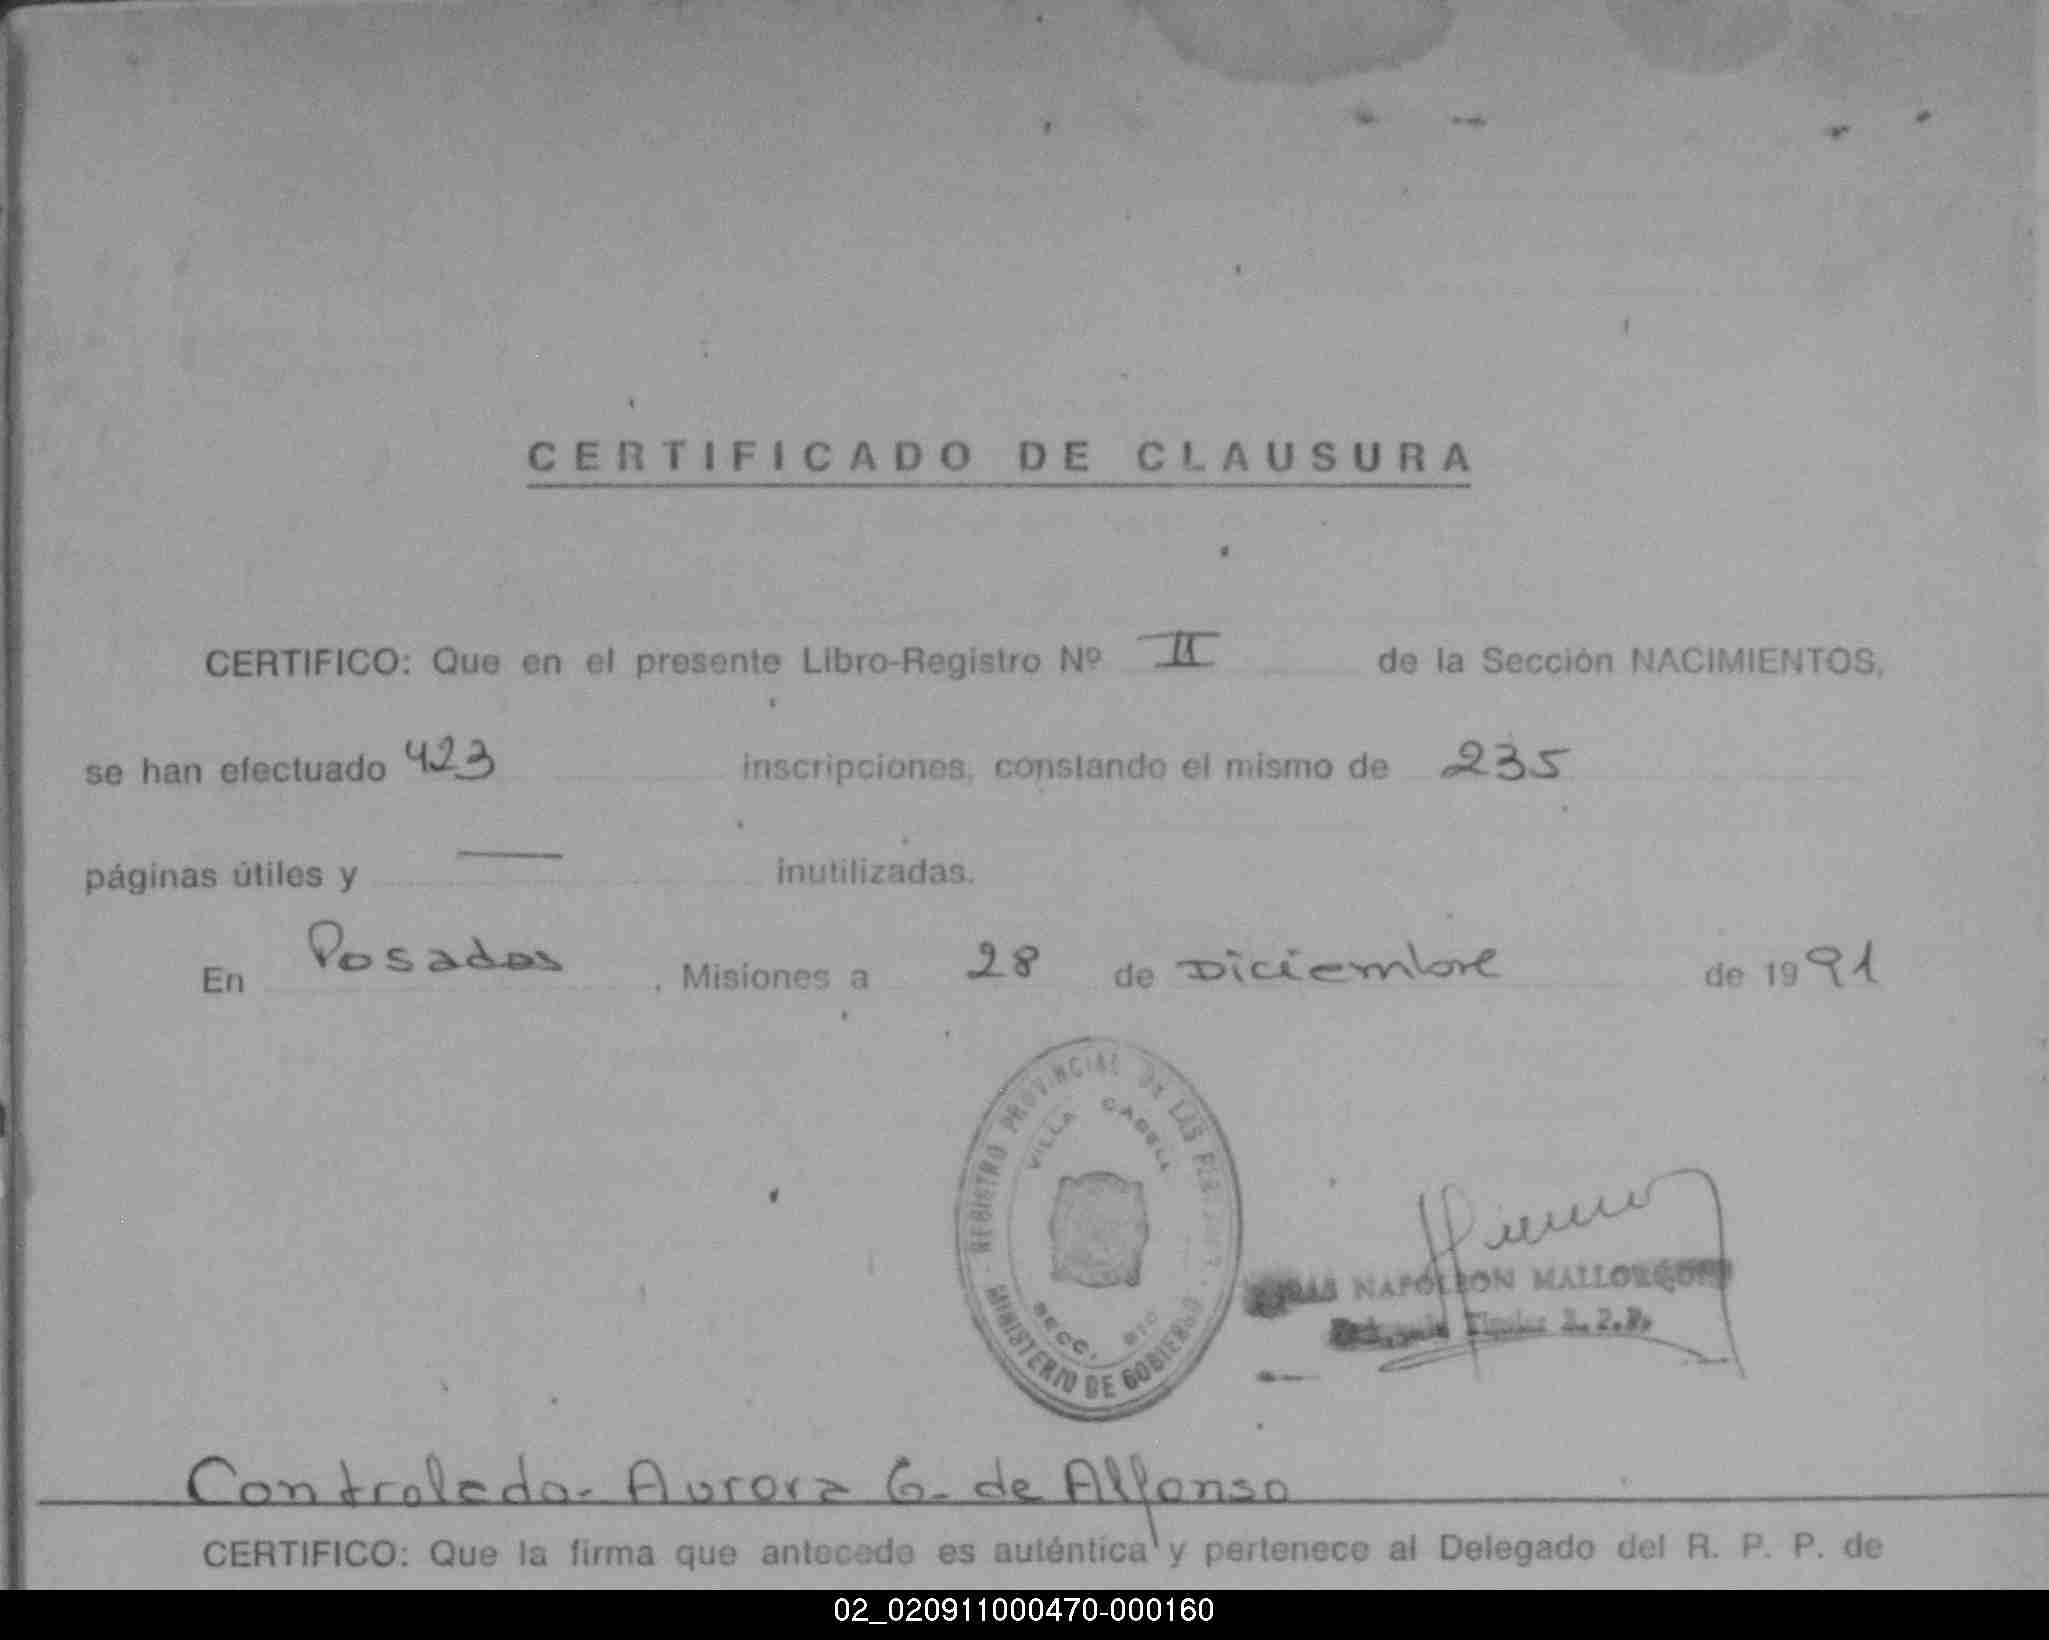 CERTIFICADO DE CLAUSURA
CERTIFICO: Que en el presente Libro-Registro Nº II de la Sección NACIMIENTOS,
se han efectuado 423 inscripciones, constando el mismo de 235
páginas útiles y — inutilizadas.
En Posadas, Misiones a 28 de Diciembre de 1991
REGISTRO PROVINCIAL DE LAS
VILLA CABELL
SECC.
MINISTERIO DE GOBIERNO
NAPOLEON
Controlado. Aurora G. de Alfonso
CERTIFICO: Que la firma que antecede es auténtica y pertenece al Delegado del R. P. P. de
02_020911000470-000160